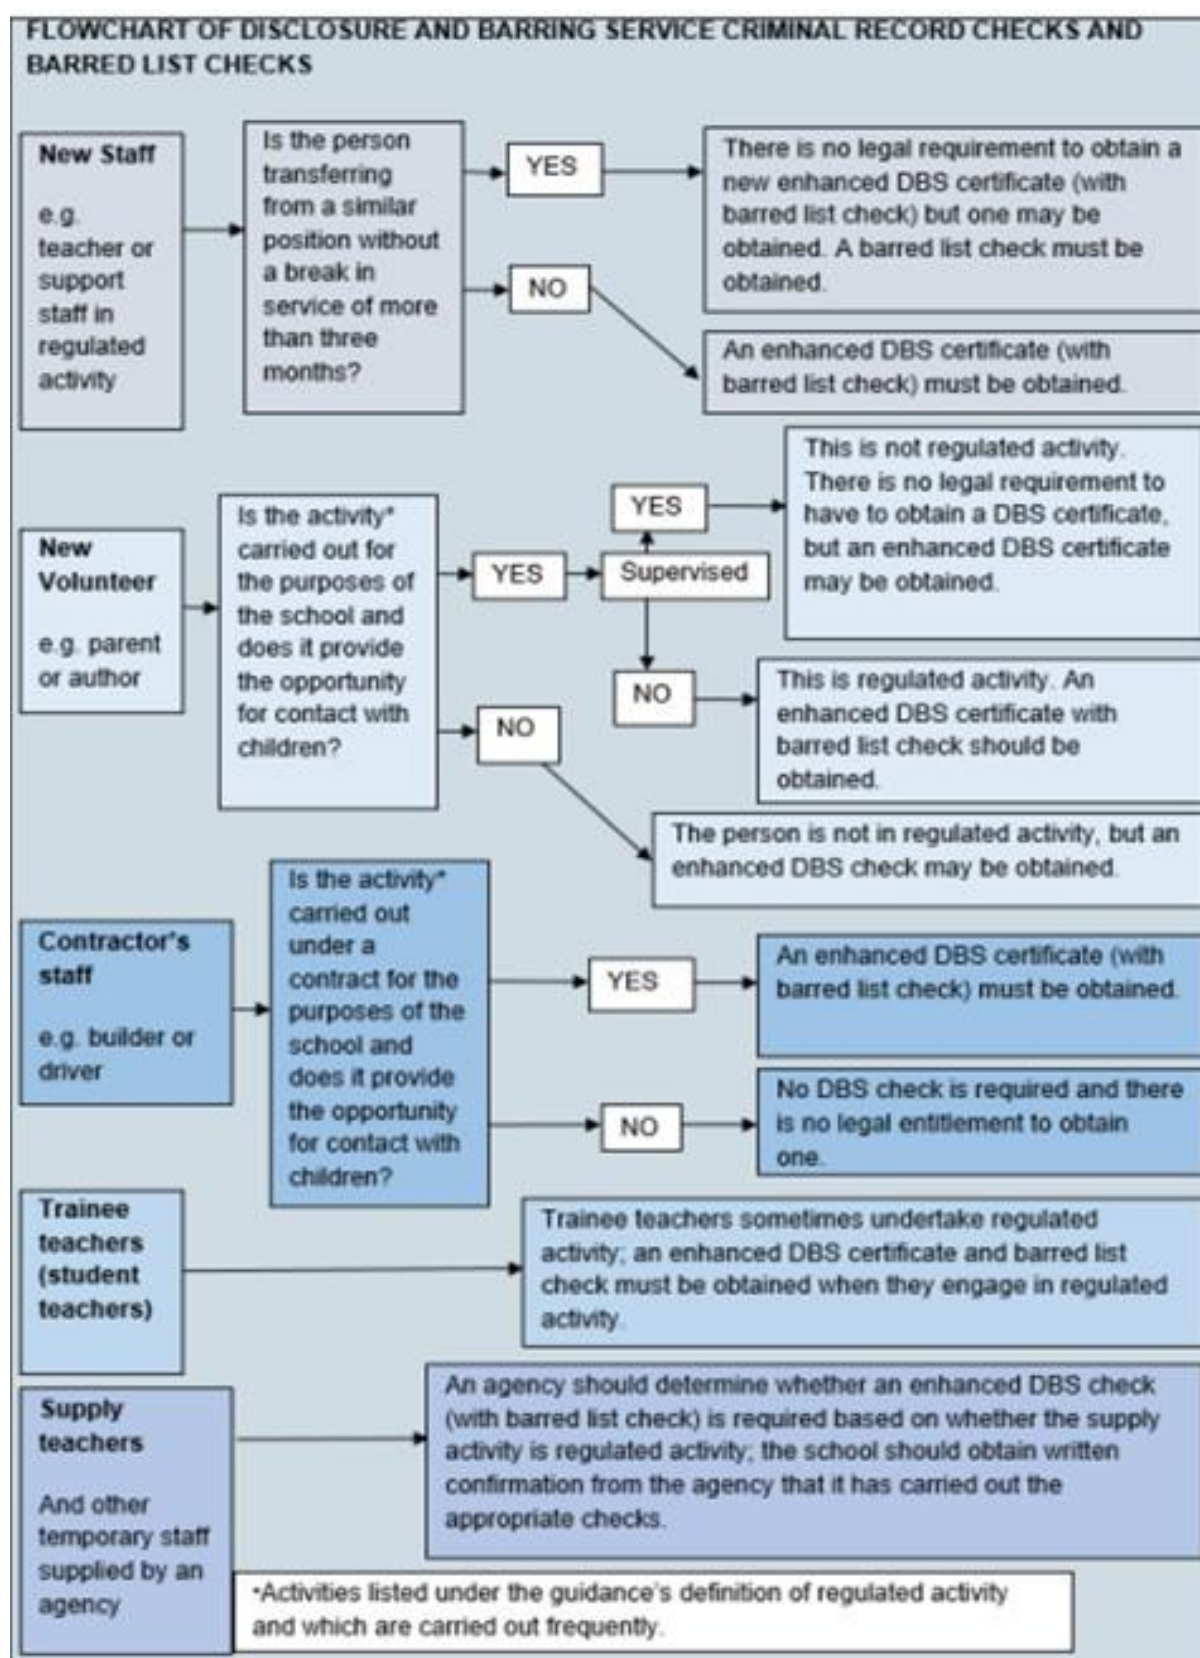 FLOWCHART OF DISCLOSURE AND BARRING SERVICE CRIMINAL RECORD CHECKS AND
BARRED LIST CHECKS
New Staff
e.g.
teacher or
support
staff in
regulated
activity
Is the person
transferring
from a similar
position without
a break in
service of more
than three
months?
YES
There is no legal requirement to obtain a
new enhanced DBS certificate (with
barred list check) but one may be
obtained. A barred list check must be
obtained.
NO
An enhanced DBS certificate (with
barred list check) must be obtained.
New
Volunteer
e.g. parent
or author
Is the activity*
carried out for
the purposes of
the school and
does it provide
the opportunity
for contact with
children?
YES
Supervised
YES
This is not regulated activity.
There is no legal requirement to
have to obtain a DBS certificate,
but an enhanced DBS certificate
may be obtained.
NO
This is regulated activity. An
enhanced DBS certificate with
barred list check should be
obtained.
NO
The person is not in regulated activity, but an
enhanced DBS check may be obtained.
Contractor's
staff
e.g. builder or
driver
Is the activity*
carried out
under a
contract for the
purposes of the
school and
does it provide
the opportunity
for contact with
children?
YES
An enhanced DBS certificate (with
barred list check) must be obtained.
NO
No DBS check is required and there
is no legal entitlement to obtain
one.
Trainee
teachers
(student
teachers)
Trainee teachers sometimes undertake regulated
activity; an enhanced DBS certificate and barred list
check must be obtained when they engage in regulated
activity.
Supply
teachers
And other
temporary staff
supplied by an
agency
An agency should determine whether an enhanced DBS check
(with barred list check) is required based on whether the supply
activity is regulated activity; the school should obtain written
confirmation from the agency that it has carried out the
appropriate checks.
*Activities listed under the guidance's definition of regulated activity
and which are carried out frequently.